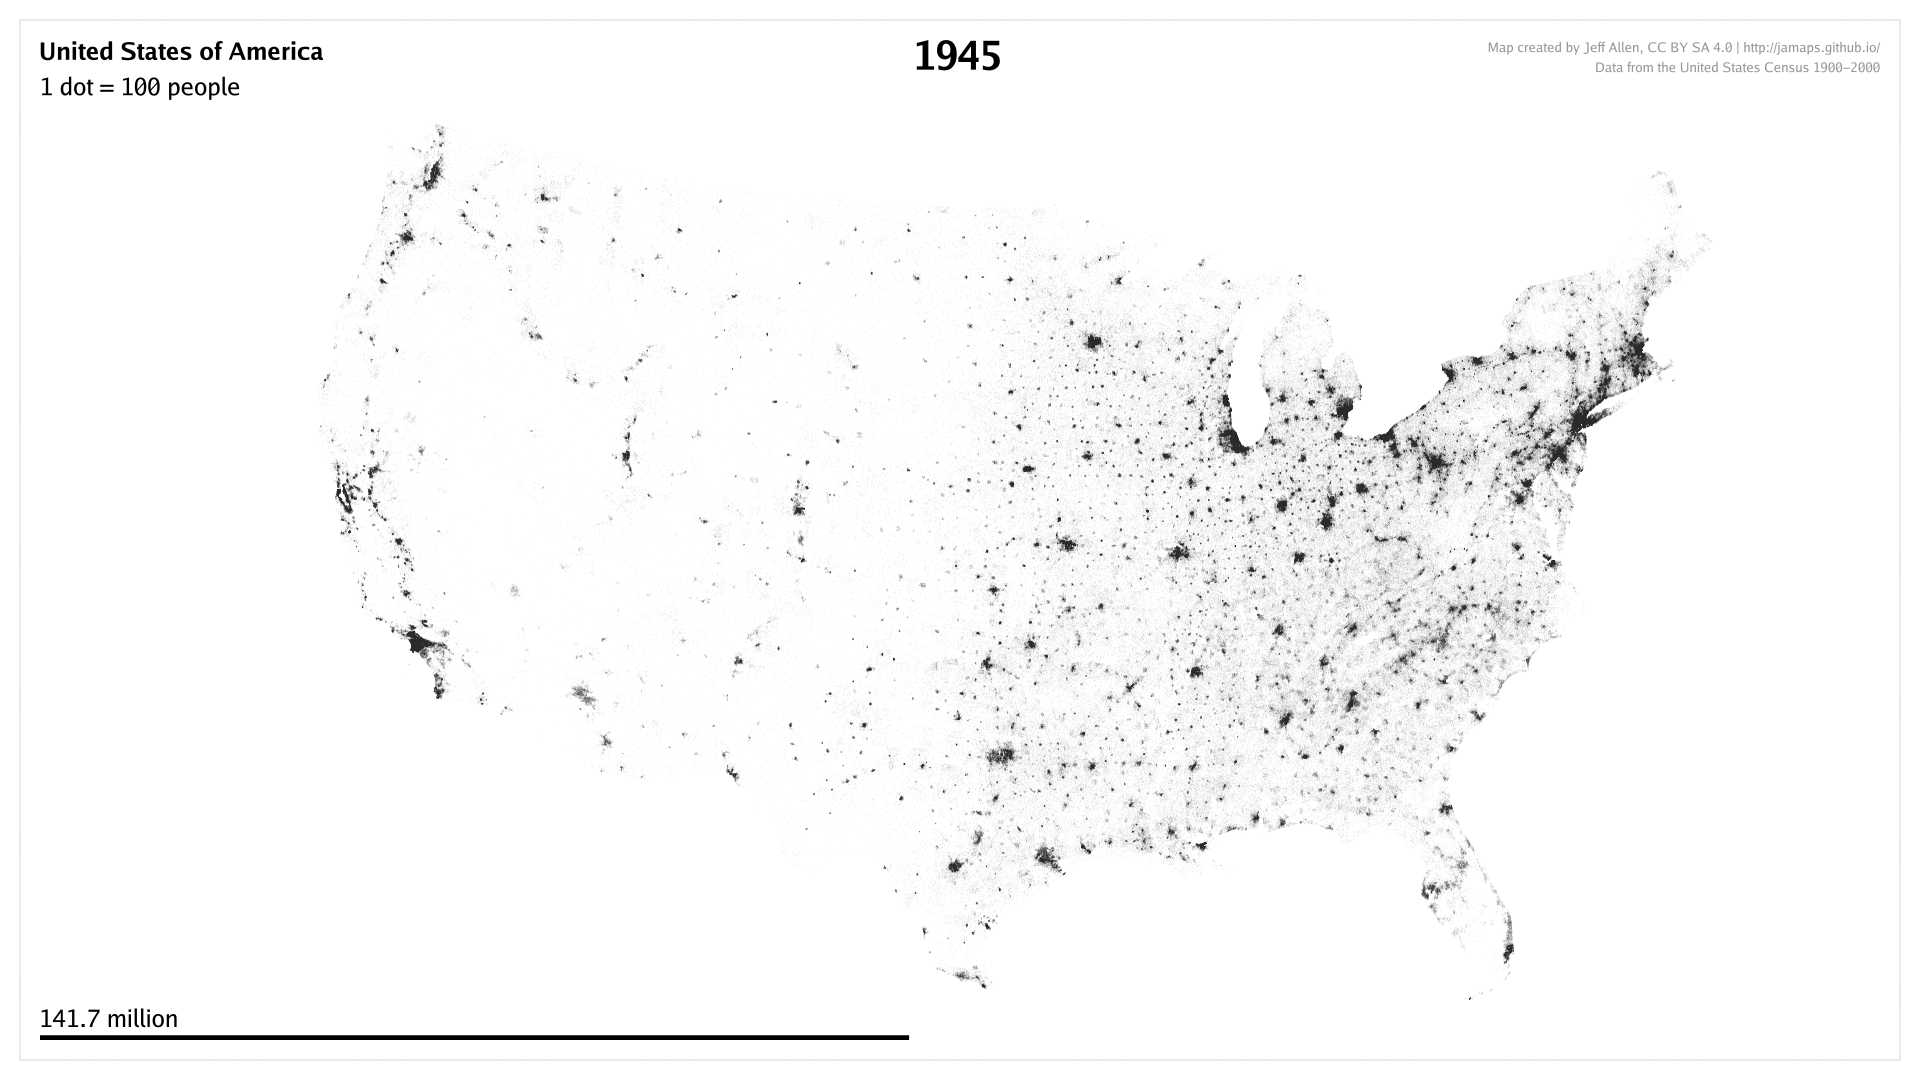 United States of America
1 dot = 100 people
1945
Map created by Jeff Allen, CC BY SA 4.0 | http://jamaps.github.io/
Data from the United States Census 1900–2000
141.7 million